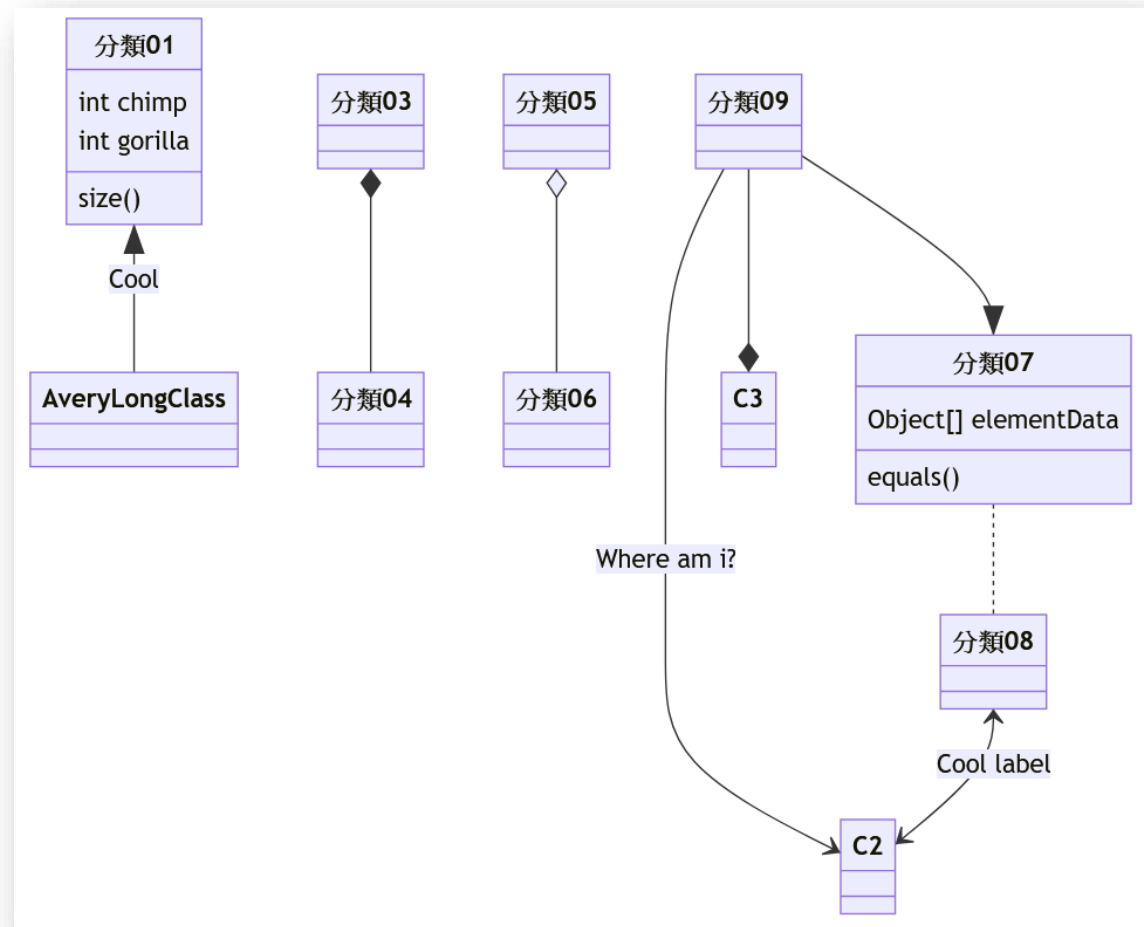 分類01
int chimp
int gorilla
size()
Cool
AveryLongClass
分類03
分類04
分類05
分類06
分類09
C3
分類07
Object[] elementData
equals()
Where am i?
分類08
Cool label
C2